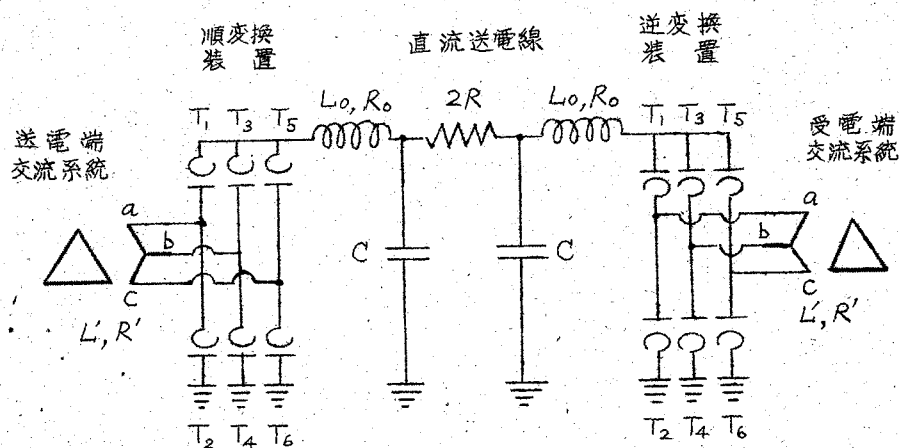 順変換
装置
直流送電線
逆変換
装置
L₀, R₀
2R
L₀, R₀
T₁ T₃ T₅
T₁ T₃ T₅
送電端
交流系統
受電端
交流系統
a
b
c
L', R'
C
C
a
b
c
L', R'
T₂ T₄ T₆
T₂ T₄ T₆